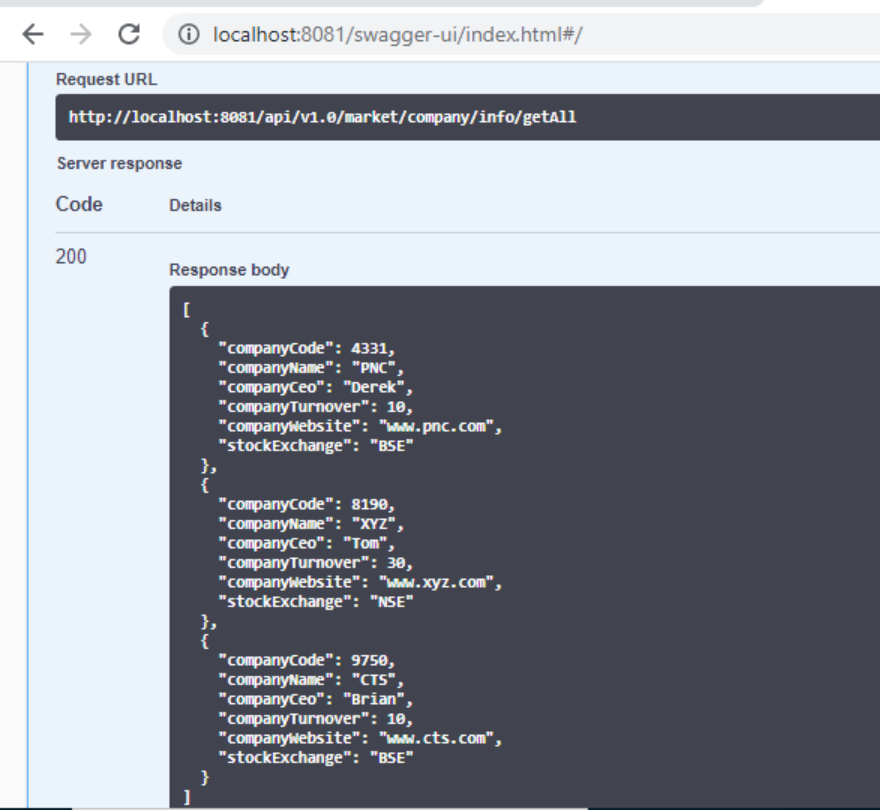 localhost:8081/swagger-ui/index.html#/
Request URL
http://localhost:8081/api/v1.0/market/company/info/getAll
Server response
Code Details
200
Response body
[
{
"companyCode": 4331,
"companyName": "PNC",
"companyCeo": "Derek",
"companyTurnover": 10,
"companyWebsite": "www.pnc.com",
"stockExchange": "BSE"
},
{
"companyCode": 8190,
"companyName": "XYZ",
"companyCeo": "Tom",
"companyTurnover": 30,
"companyWebsite": "www.xyz.com",
"stockExchange": "NSE"
},
{
"companyCode": 9750,
"companyName": "CTS",
"companyCeo": "Brian",
"companyTurnover": 10,
"companyWebsite": "www.cts.com",
"stockExchange": "BSE"
}
]